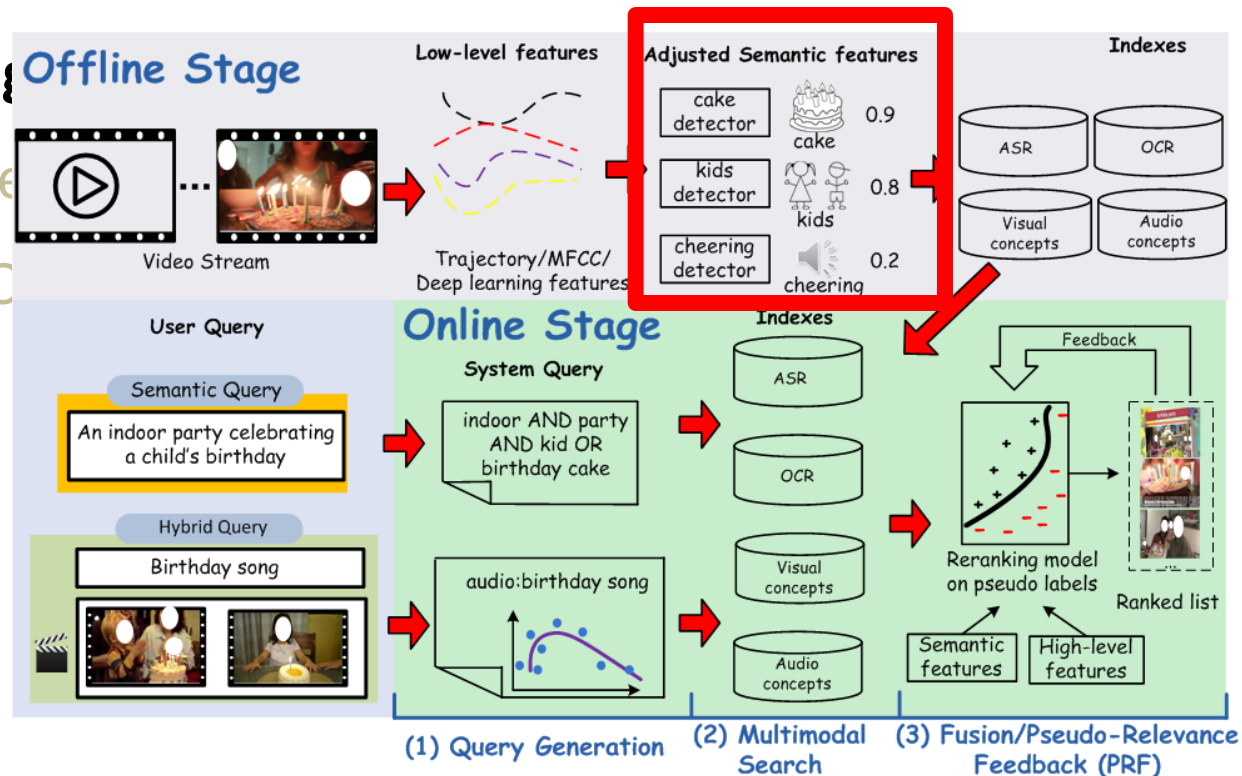 Offline Stage
Low-level features
Adjusted Semantic features
Indexes
cake
detector
cake
0.9
kids
detector
kids
0.8
cheering
detector
cheering
0.2
ASR
OCR
Visual
concepts
Audio
concepts
...
Video Stream
Trajectory/MFCC/
Deep learning features
User Query
Online Stage
Indexes
System Query
Feedback
Semantic Query
An indoor party celebrating
a child's birthday
indoor AND party
AND kid OR
birthday cake
ASR
OCR
Hybrid Query
Birthday song
audio:birthday song
Visual
concepts
Audio
concepts
Reranking model
on pseudo labels
...
Ranked list
Semantic
features
High-level
features
(1) Query Generation
(2) Multimodal
Search
(3) Fusion/Pseudo-Relevance
Feedback (PRF)